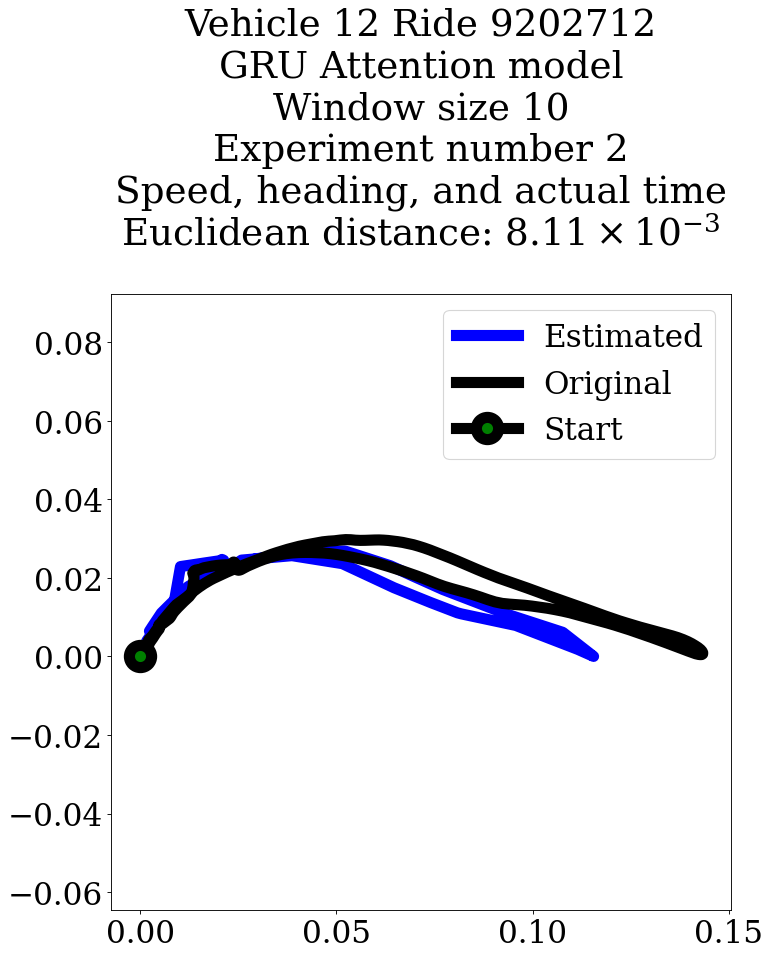 Vehicle 12 Ride 9202712
GRU Attention model
Window size 10
Experiment number 2
Speed, heading, and actual time
Euclidean distance: 8.11 × 10⁻³
Estimated
Original
Start
0.08
0.06
0.04
0.02
0.00
−0.02
−0.04
−0.06
0.00 0.05 0.10 0.15